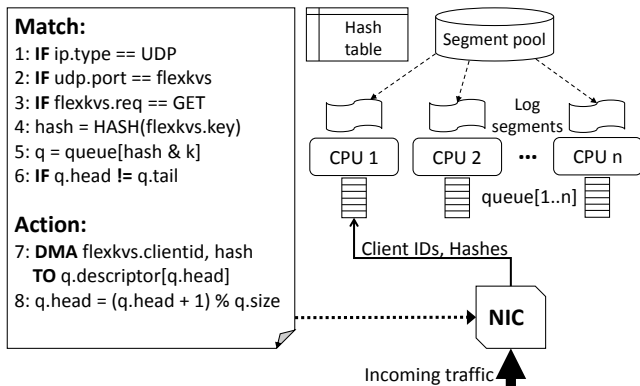 Match:
1: IF ip.type == UDP
2: IF udp.port == flexkvs
3: IF flexkvs.req == GET
4: hash = HASH(flexkvs.key)
5: q = queue[hash & k]
6: IF q.head != q.tail
Action:
7: DMA flexkvs.clientid, hash
TO q.descriptor[q.head]
8: q.head = (q.head + 1) % q.size
Hash
table
Segment pool
Log
segments
CPU 1
CPU 2
...
CPU n
queue[1..n]
Client IDs, Hashes
NIC
Incoming traffic